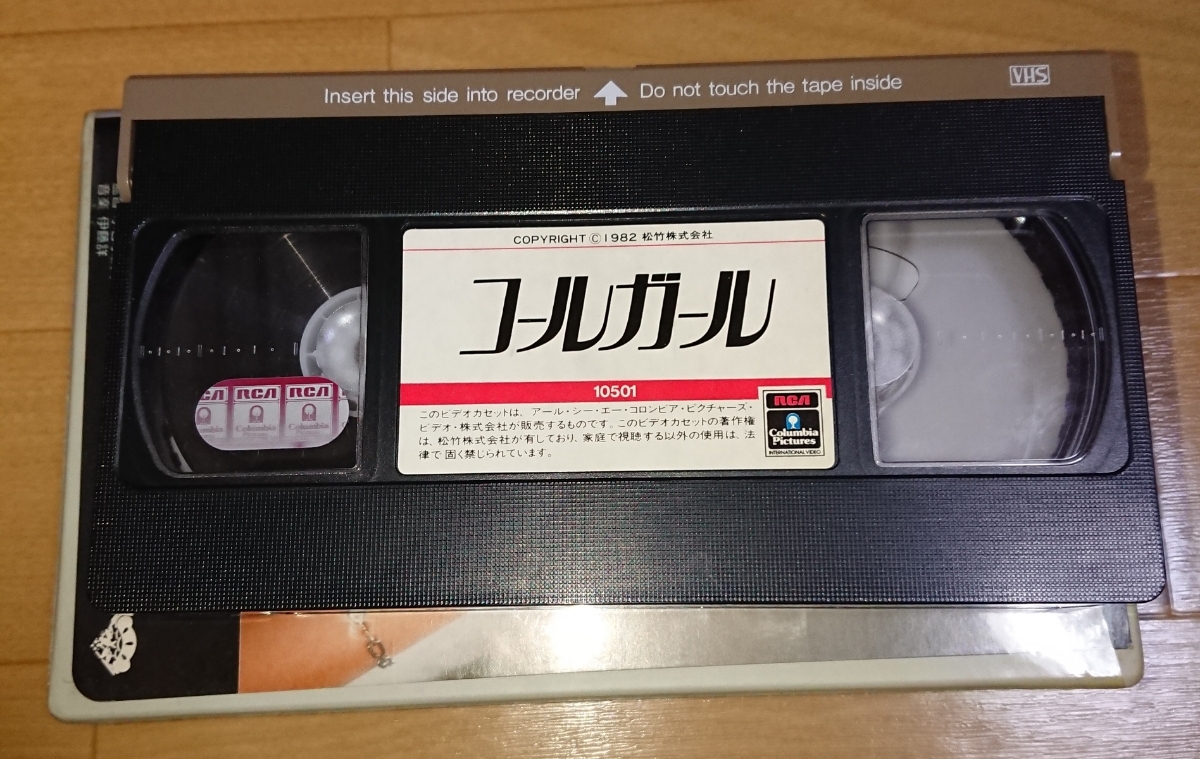 Insert this side into recorder Do not touch the tape inside
VHS
COPYRIGHT ©1982 松竹株式会社
コールガール
10501
このビデオカセットは、アール・シー・エー・コロンビア・ピクチャーズ・
デオ・株式会社が販売するものです。このビデオカセットの著作権
は、松竹株式会社が有しており、家庭で視聴する以外の使用は、法
律で固く禁じられています。
RCA
Columbia
Pictures
INTERNATIONAL VIDEO
RCA RCA RCA